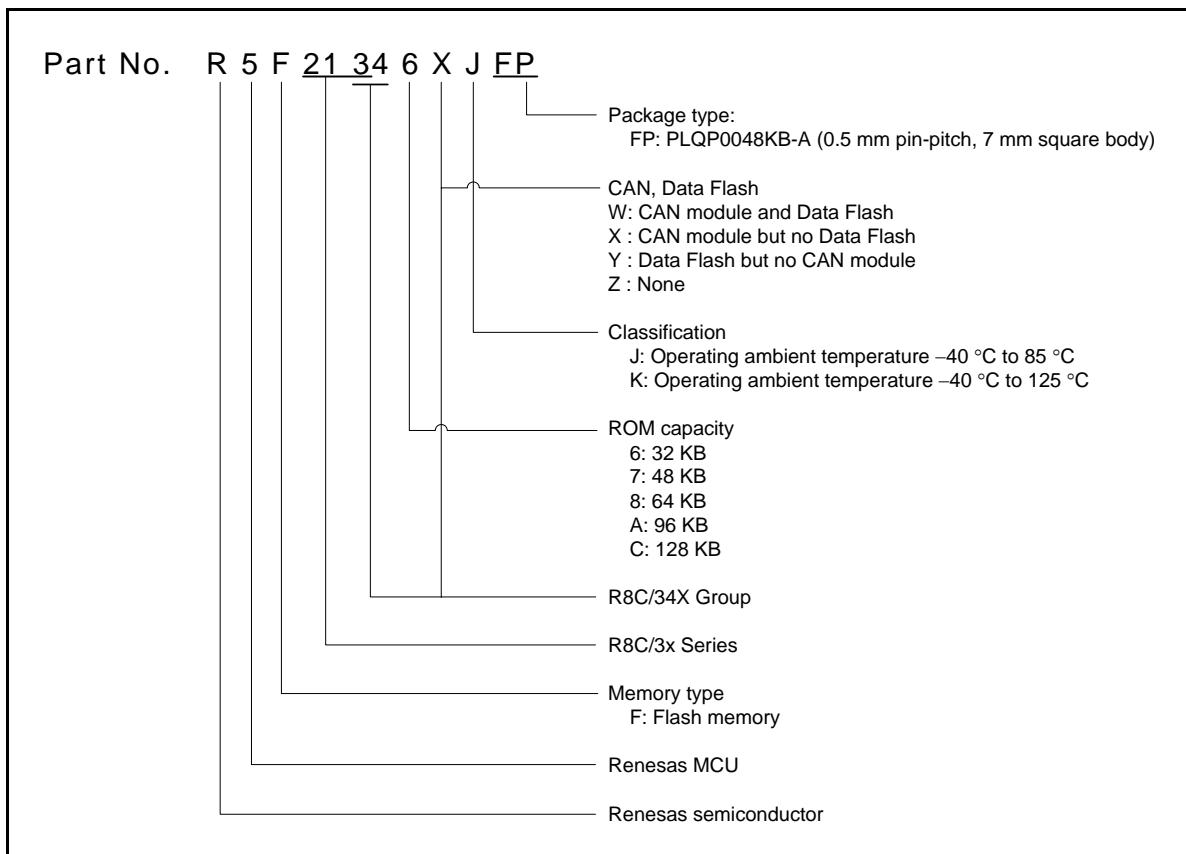 Part No. R 5 F 21 34 6 X J FP
Package type:
FP: PLQP0048KB-A (0.5 mm pin-pitch, 7 mm square body)
CAN, Data Flash
W: CAN module and Data Flash
X : CAN module but no Data Flash
Y : Data Flash but no CAN module
Z : None
Classification
J: Operating ambient temperature −40 °C to 85 °C
K: Operating ambient temperature −40 °C to 125 °C
ROM capacity
6: 32 KB
7: 48 KB
8: 64 KB
A: 96 KB
C: 128 KB
R8C/34X Group
R8C/3x Series
Memory type
F: Flash memory
Renesas MCU
Renesas semiconductor